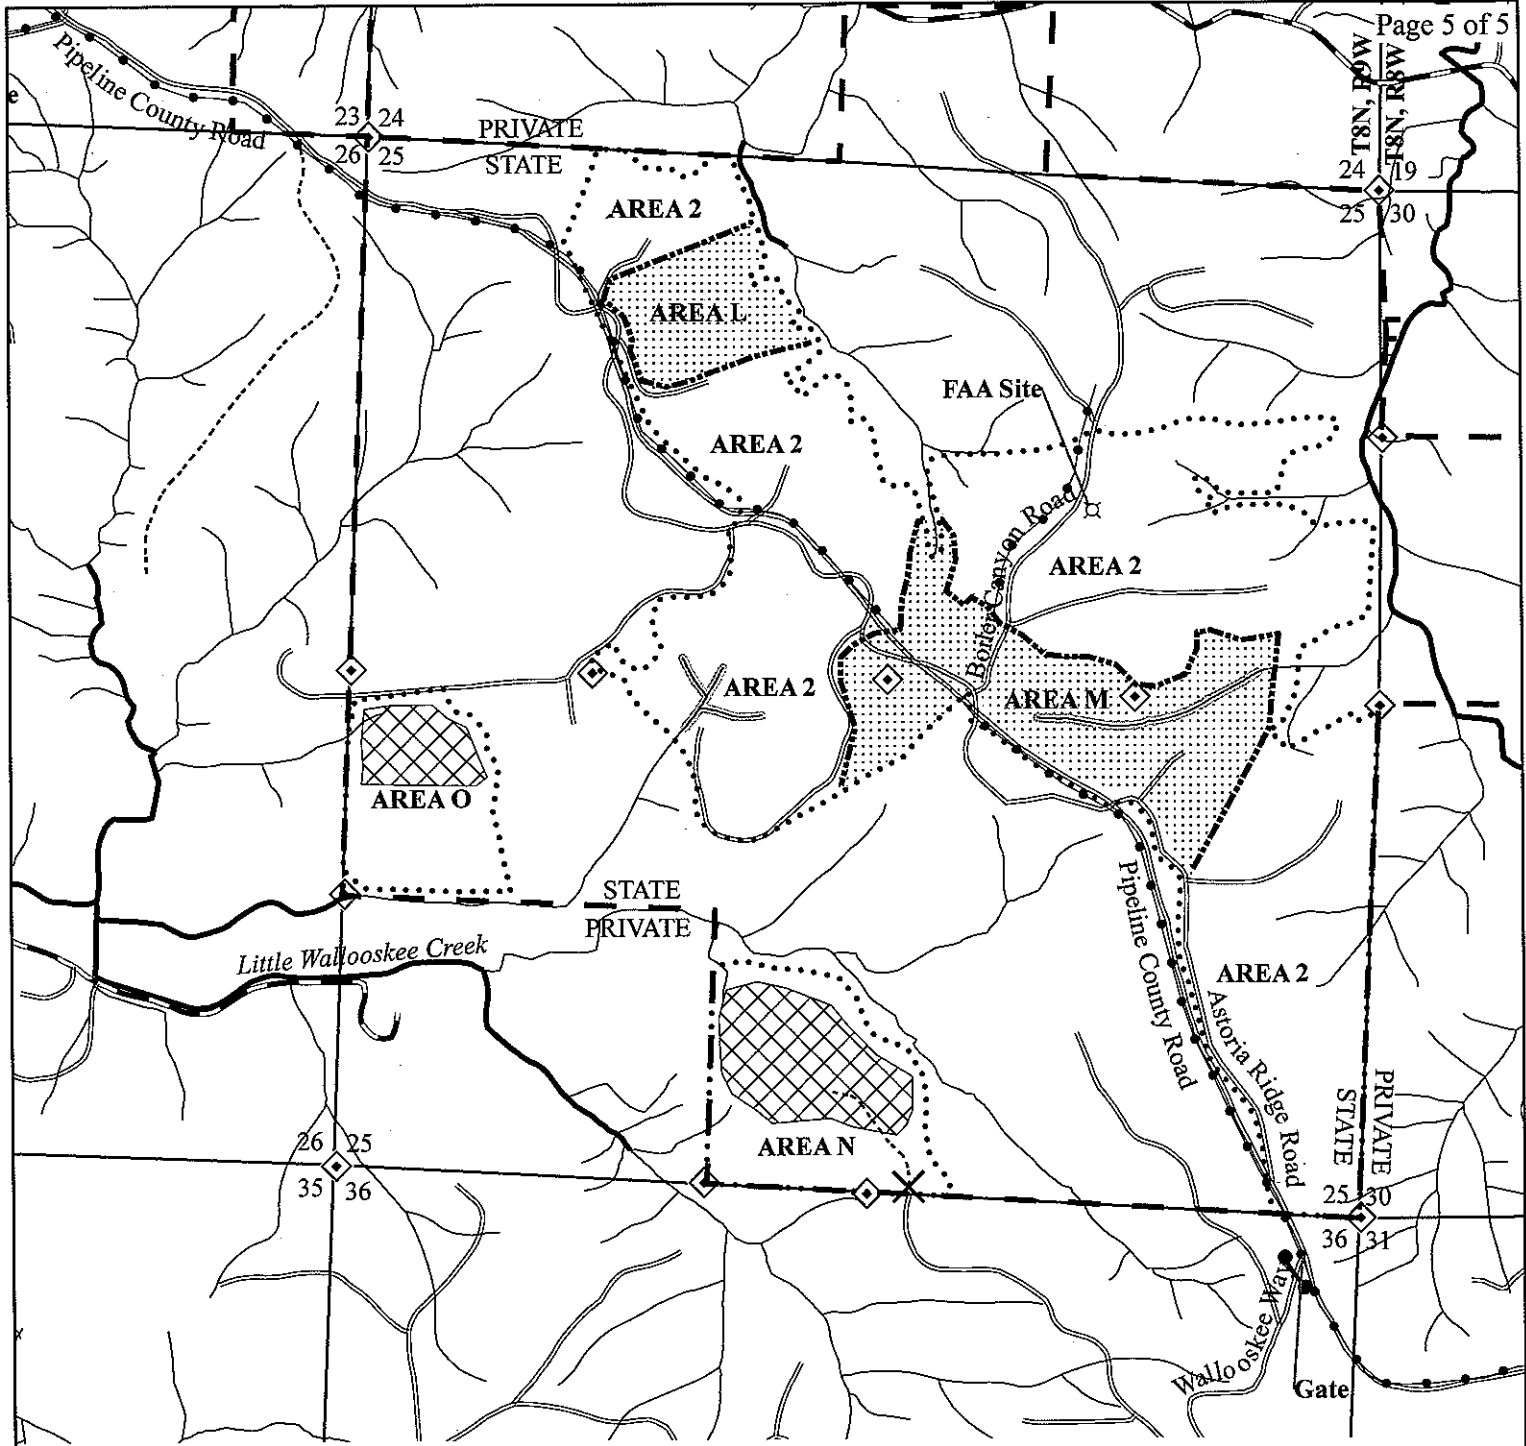 Page 5 of 5
T8N, R9W
T8N, R8W
Pipeline County Road
e
23 24
26 25
PRIVATE
STATE
24 19
25 30
AREA 2
AREA L
FAA Site
AREA 2
Boiler Canyon Road
AREA 2
AREA 2
AREA M
AREA O
STATE
PRIVATE
Little Wallooskee Creek
Pipeline County Road
AREA 2
Astoria Ridge Road
PRIVATE
STATE
AREA N
26 25
35 36
25 30
36 31
Wallooskee Way
Gate